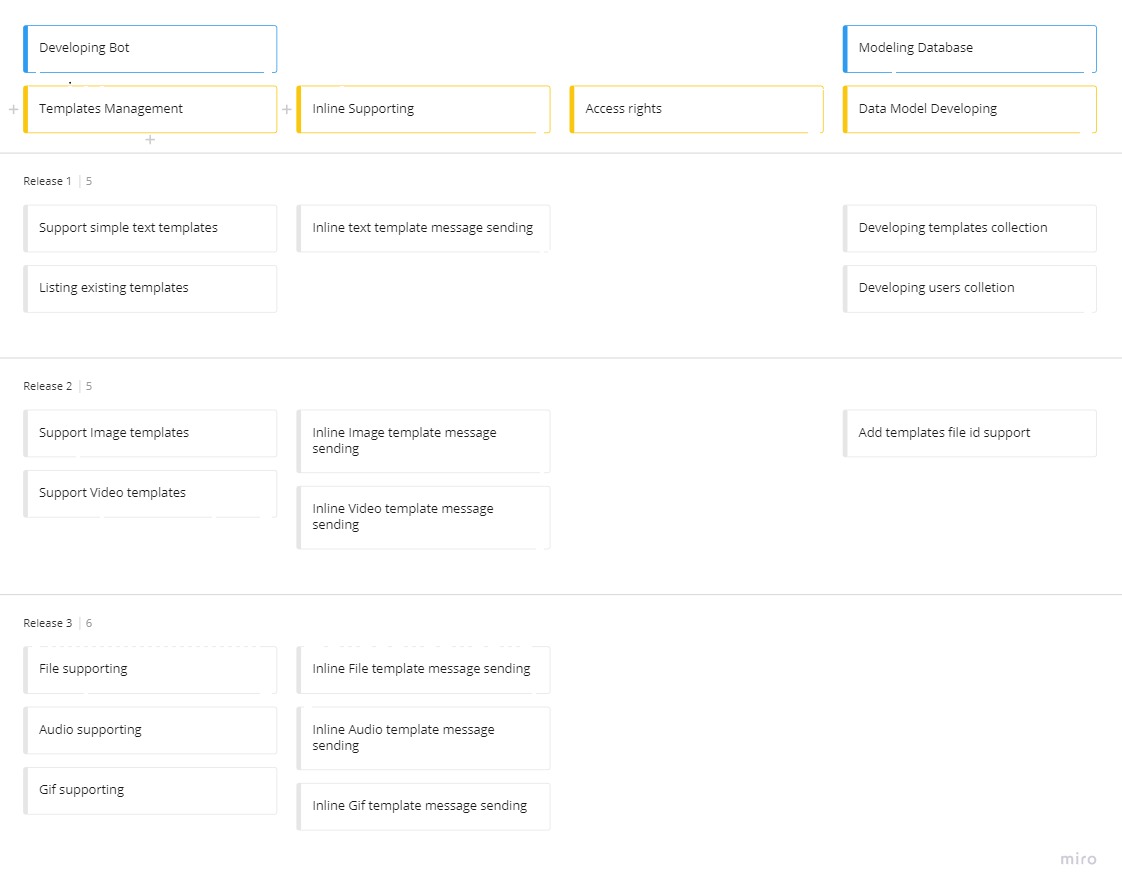 Developing Bot
Modeling Database
Templates Management
Inline Supporting
Access rights
Data Model Developing
Release 1 | 5
Support simple text templates
Inline text template message sending
Developing templates collection
Listing existing templates
Developing users colletion
Release 2 | 5
Support Image templates
Inline Image template message
sending
Add templates file id support
Support Video templates
Inline Video template message
sending
Release 3 | 6
File supporting
Inline File template message sending
Audio supporting
Inline Audio template message
sending
Gif supporting
Inline Gif template message sending
miro